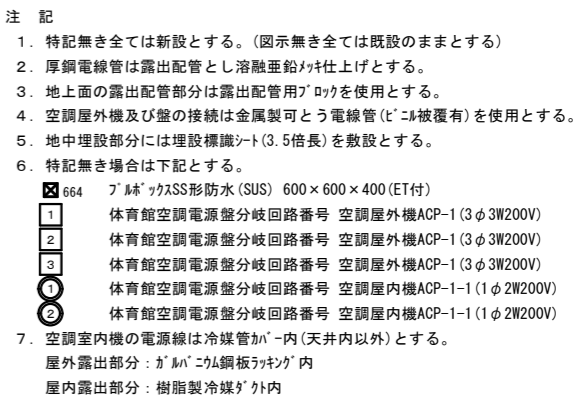 注　記
１．特記無き全ては新設とする。(図示無き全ては既設のままとする)
２．厚鋼電線管は露出配管とし溶融亜鉛ﾒｯｷ仕上げとする。
３．地上面の露出配管部分は露出配管用ﾌﾞﾛｯｸを使用とする。
４．空調屋外機及び盤の接続は金属製可とう電線管(ﾋﾞﾆﾙ被覆有)を使用とする。
５．地中埋設部分には埋設標識ｼｰﾄ(3.5倍長)を敷設とする。
６．特記無き場合は下記とする。
664　ﾌﾟﾙﾎﾞｯｸｽSS形防水(SUS) 600×600×400(ET付)
1　体育館空調電源盤分岐回路番号 空調屋外機ACP-1(3φ3W200V)
2　体育館空調電源盤分岐回路番号 空調屋外機ACP-1(3φ3W200V)
3　体育館空調電源盤分岐回路番号 空調屋外機ACP-1(3φ3W200V)
1　体育館空調電源盤分岐回路番号 空調屋内機ACP-1-1(1φ2W200V)
2　体育館空調電源盤分岐回路番号 空調屋内機ACP-1-1(1φ2W200V)
７．空調室内機の電源線は冷媒管ｶﾊﾞｰ内(天井内以外)とする。
屋外露出部分：ｶﾞﾙﾊﾞﾆｳﾑ鋼板ﾗｯｷﾝｸﾞ内
屋内露出部分：樹脂製冷媒ﾀﾞｸﾄ内